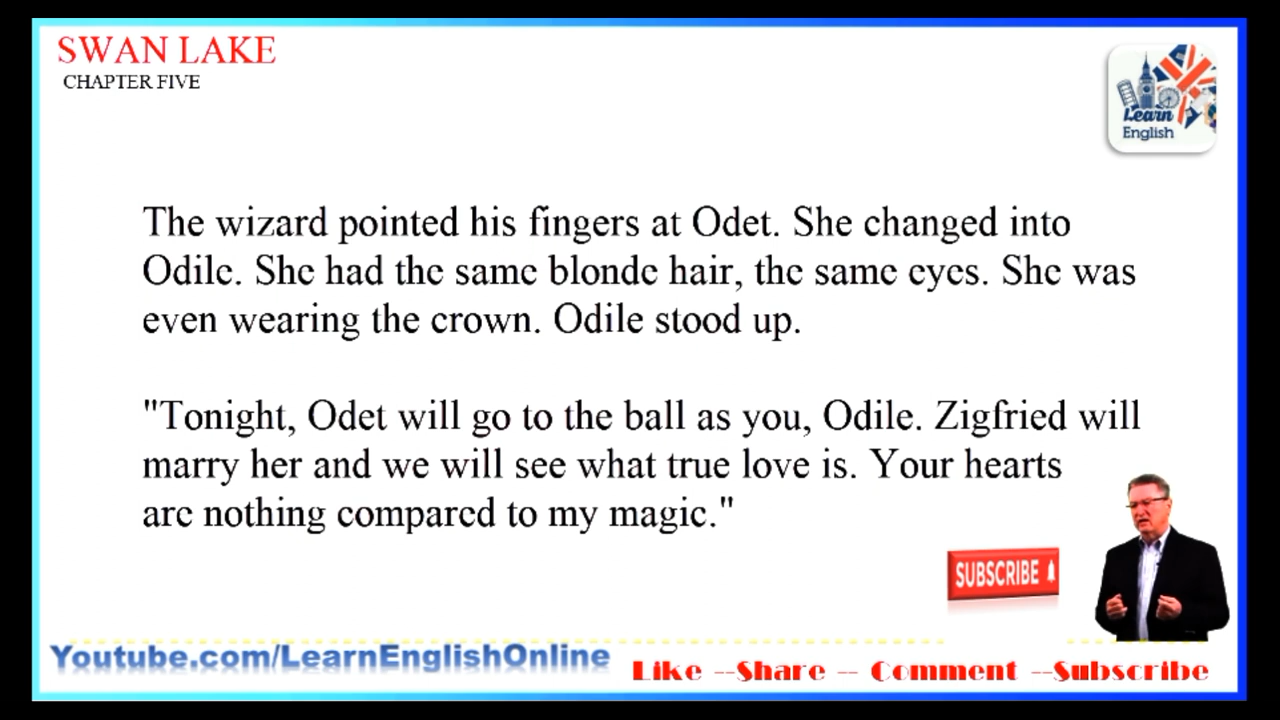 SWAN LAKE
CHAPTER FIVE
Learn
English
The wizard pointed his fingers at Odet. She changed into
Odile. She had the same blonde hair, the same eyes. She was
even wearing the crown. Odile stood up.
"Tonight, Odet will go to the ball as you, Odile. Zigfried will
marry her and we will see what true love is. Your hearts
are nothing compared to my magic."
SUBSCRIBE
Youtube.com/LearnEnglishOnline
Like --Share -- Comment --Subscribe